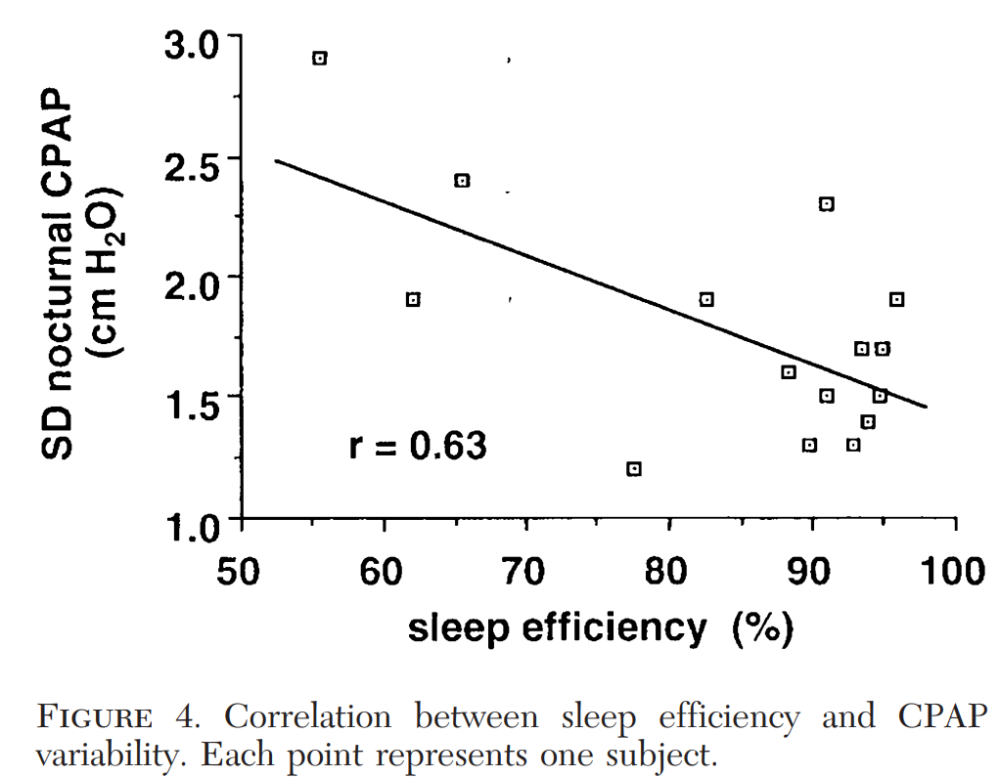 3.0
2.5
2.0
1.5
1.0
SD nocturnal CPAP
(cm H₂O)
r = 0.63
50 60 70 80 90 100
sleep efficiency (%)
FIGURE 4. Correlation between sleep efficiency and CPAP
variability. Each point represents one subject.